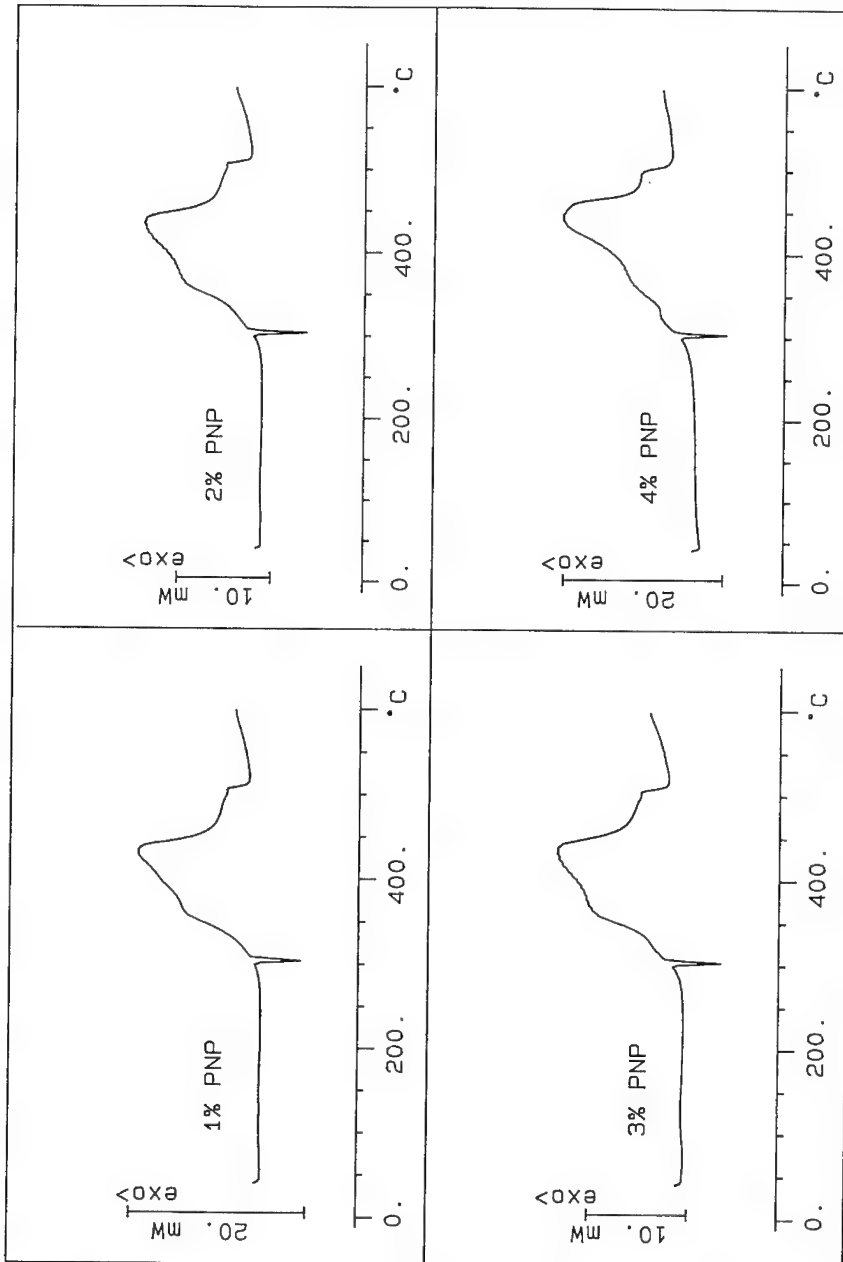 exo>
20. mW
1% PNP
0. 200. 400. °C
exo>
10. mW
2% PNP
0. 200. 400. °C
exo>
10. mW
3% PNP
0. 200. 400. °C
exo>
20. mW
4% PNP
0. 200. 400. °C